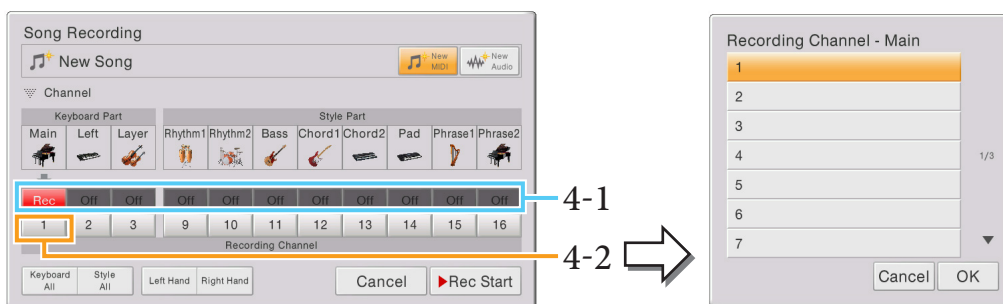 Song Recording
New Song
New MIDI
New Audio
Channel
Keyboard Part
Style Part
Main Left Layer Rhythm1 Rhythm2 Bass Chord1 Chord2 Pad Phrase1 Phrase2
Rec Off Off Off Off Off Off Off Off Off Off
1 2 3 9 10 11 12 13 14 15 16
Recording Channel
Keyboard All
Style All
Left Hand
Right Hand
Cancel
Rec Start
4-1
4-2
Recording Channel - Main
1
2
3
4
5
6
7
1/3
Cancel
OK